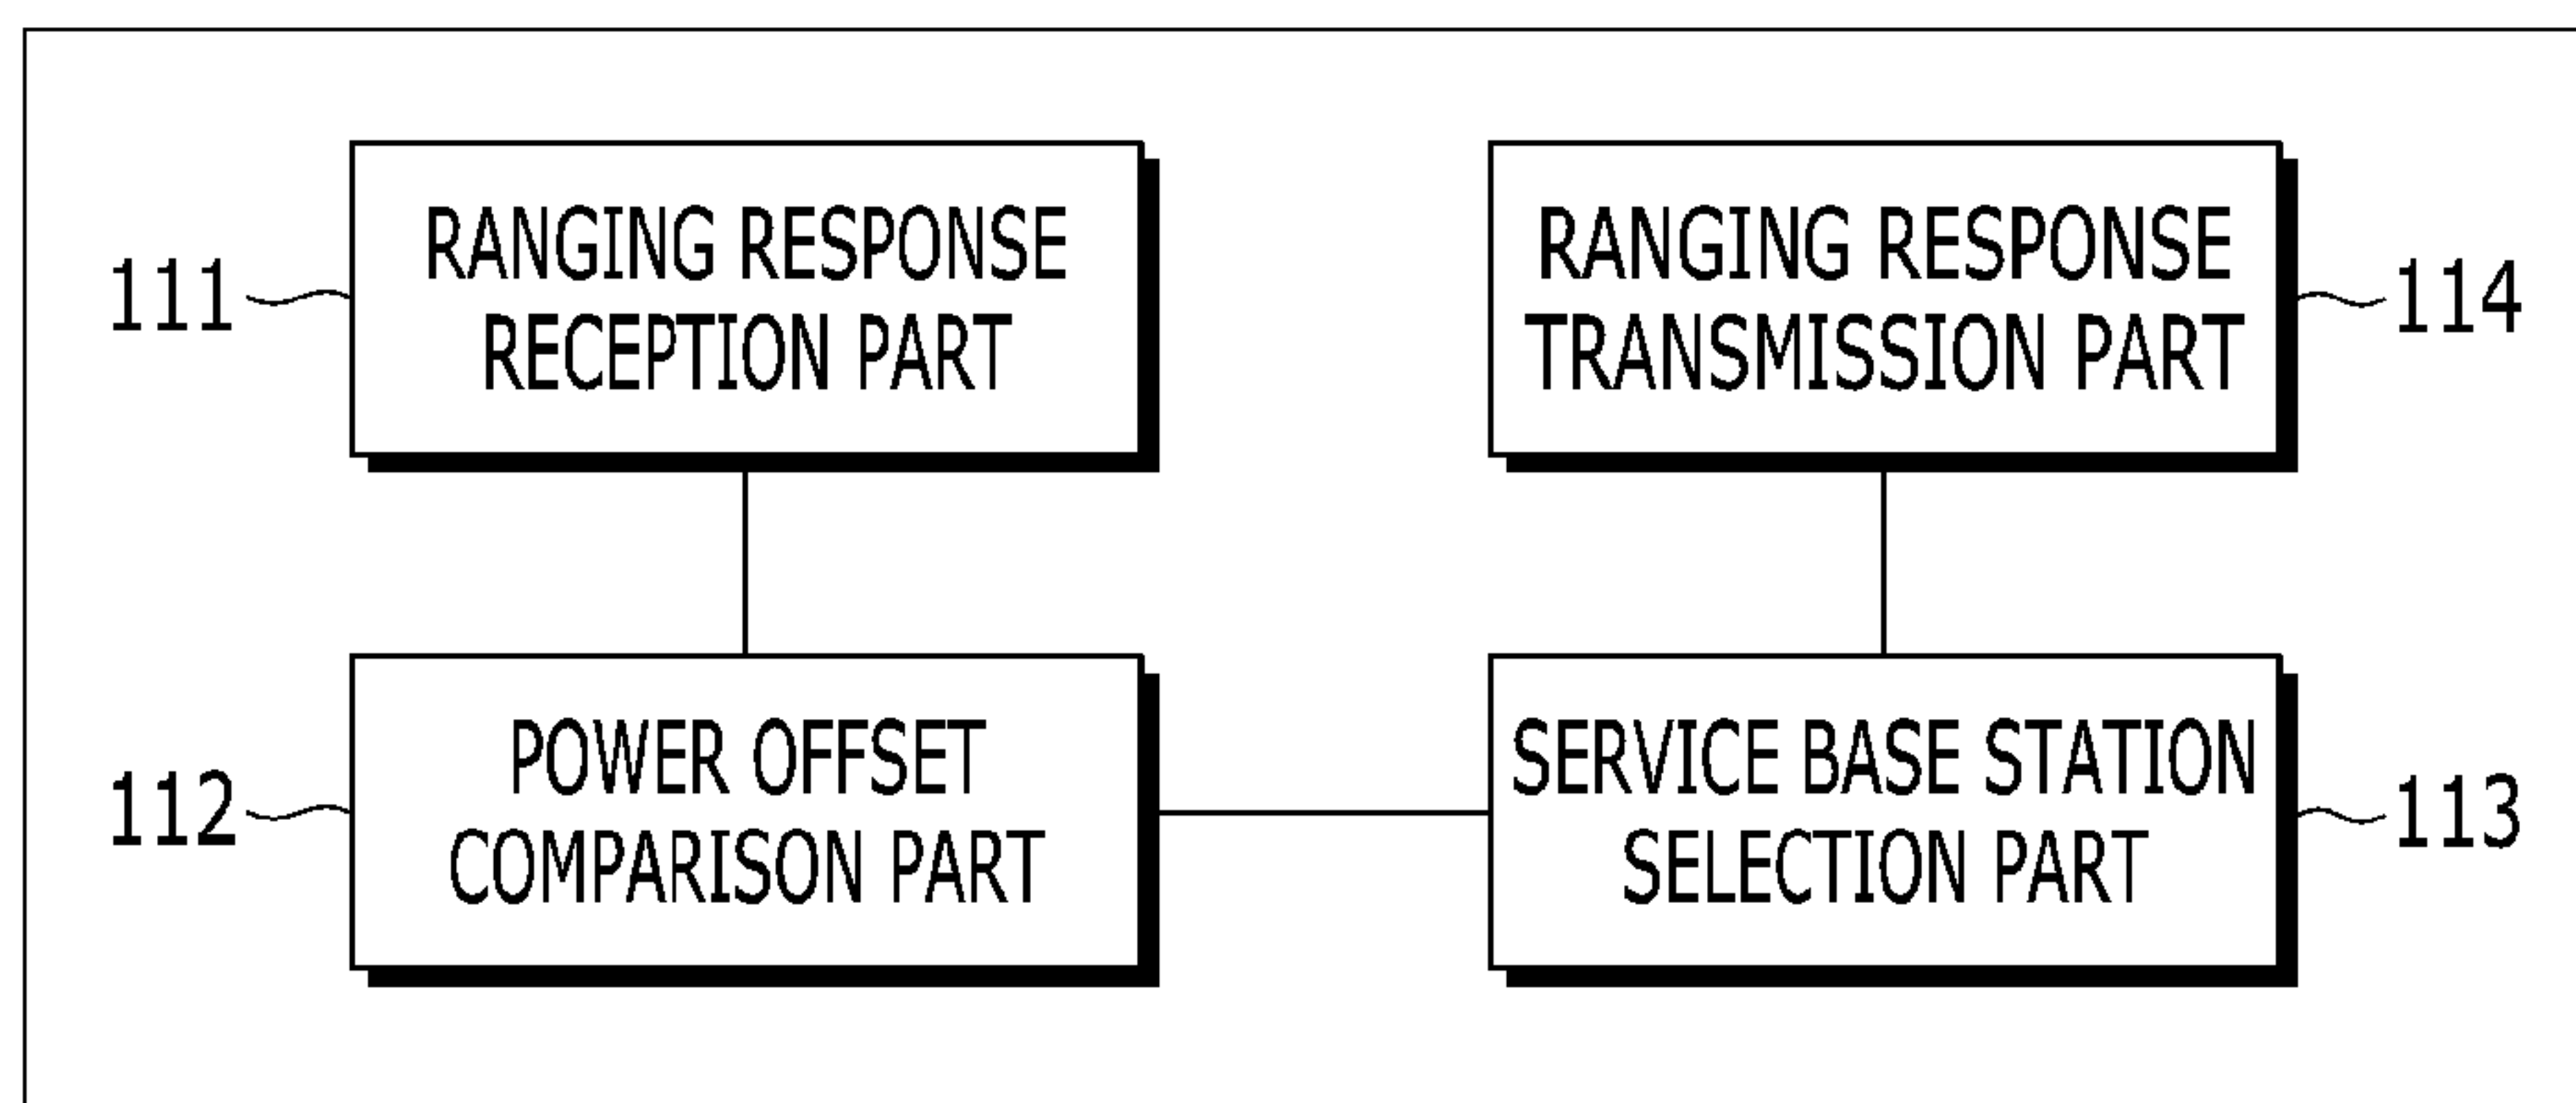 111
RANGING RESPONSE
RECEPTION PART
RANGING RESPONSE
TRANSMISSION PART
114
112
POWER OFFSET
COMPARISON PART
SERVICE BASE STATION
SELECTION PART
113